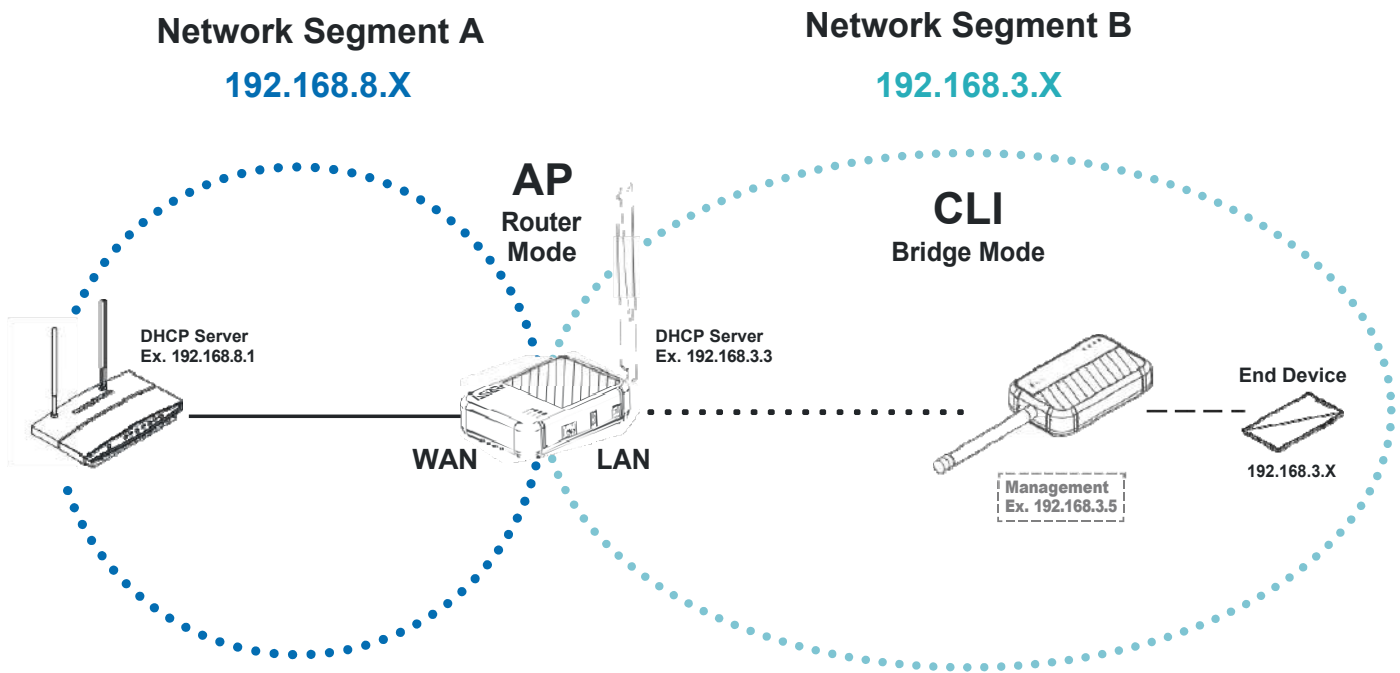 Network Segment A
192.168.8.X
Network Segment B
192.168.3.X
AP
Router
Mode
CLI
Bridge Mode
DHCP Server
Ex. 192.168.8.1
DHCP Server
Ex. 192.168.3.3
WAN
LAN
End Device
192.168.3.X
Management
Ex. 192.168.3.5